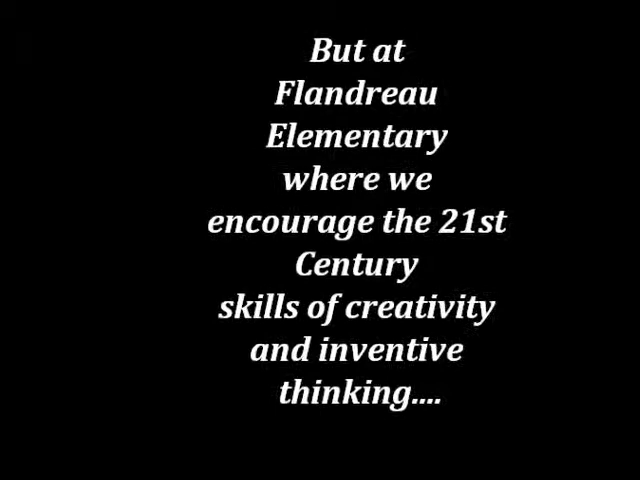 But at
Flandreau
Elementary
where we
encourage the 21st
Century
skills of creativity
and inventive
thinking....